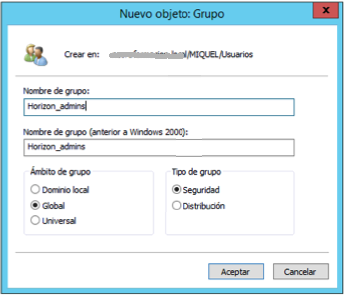 Nuevo objeto: Grupo
x
Crear en: local/MIQUEL/Usuarios
Nombre de grupo:
Horizon_admins
Nombre de grupo (anterior a Windows 2000):
Horizon_admins
Ámbito de grupo
Tipo de grupo
Dominio local
Seguridad
Global
Distribución
Universal
Aceptar
Cancelar